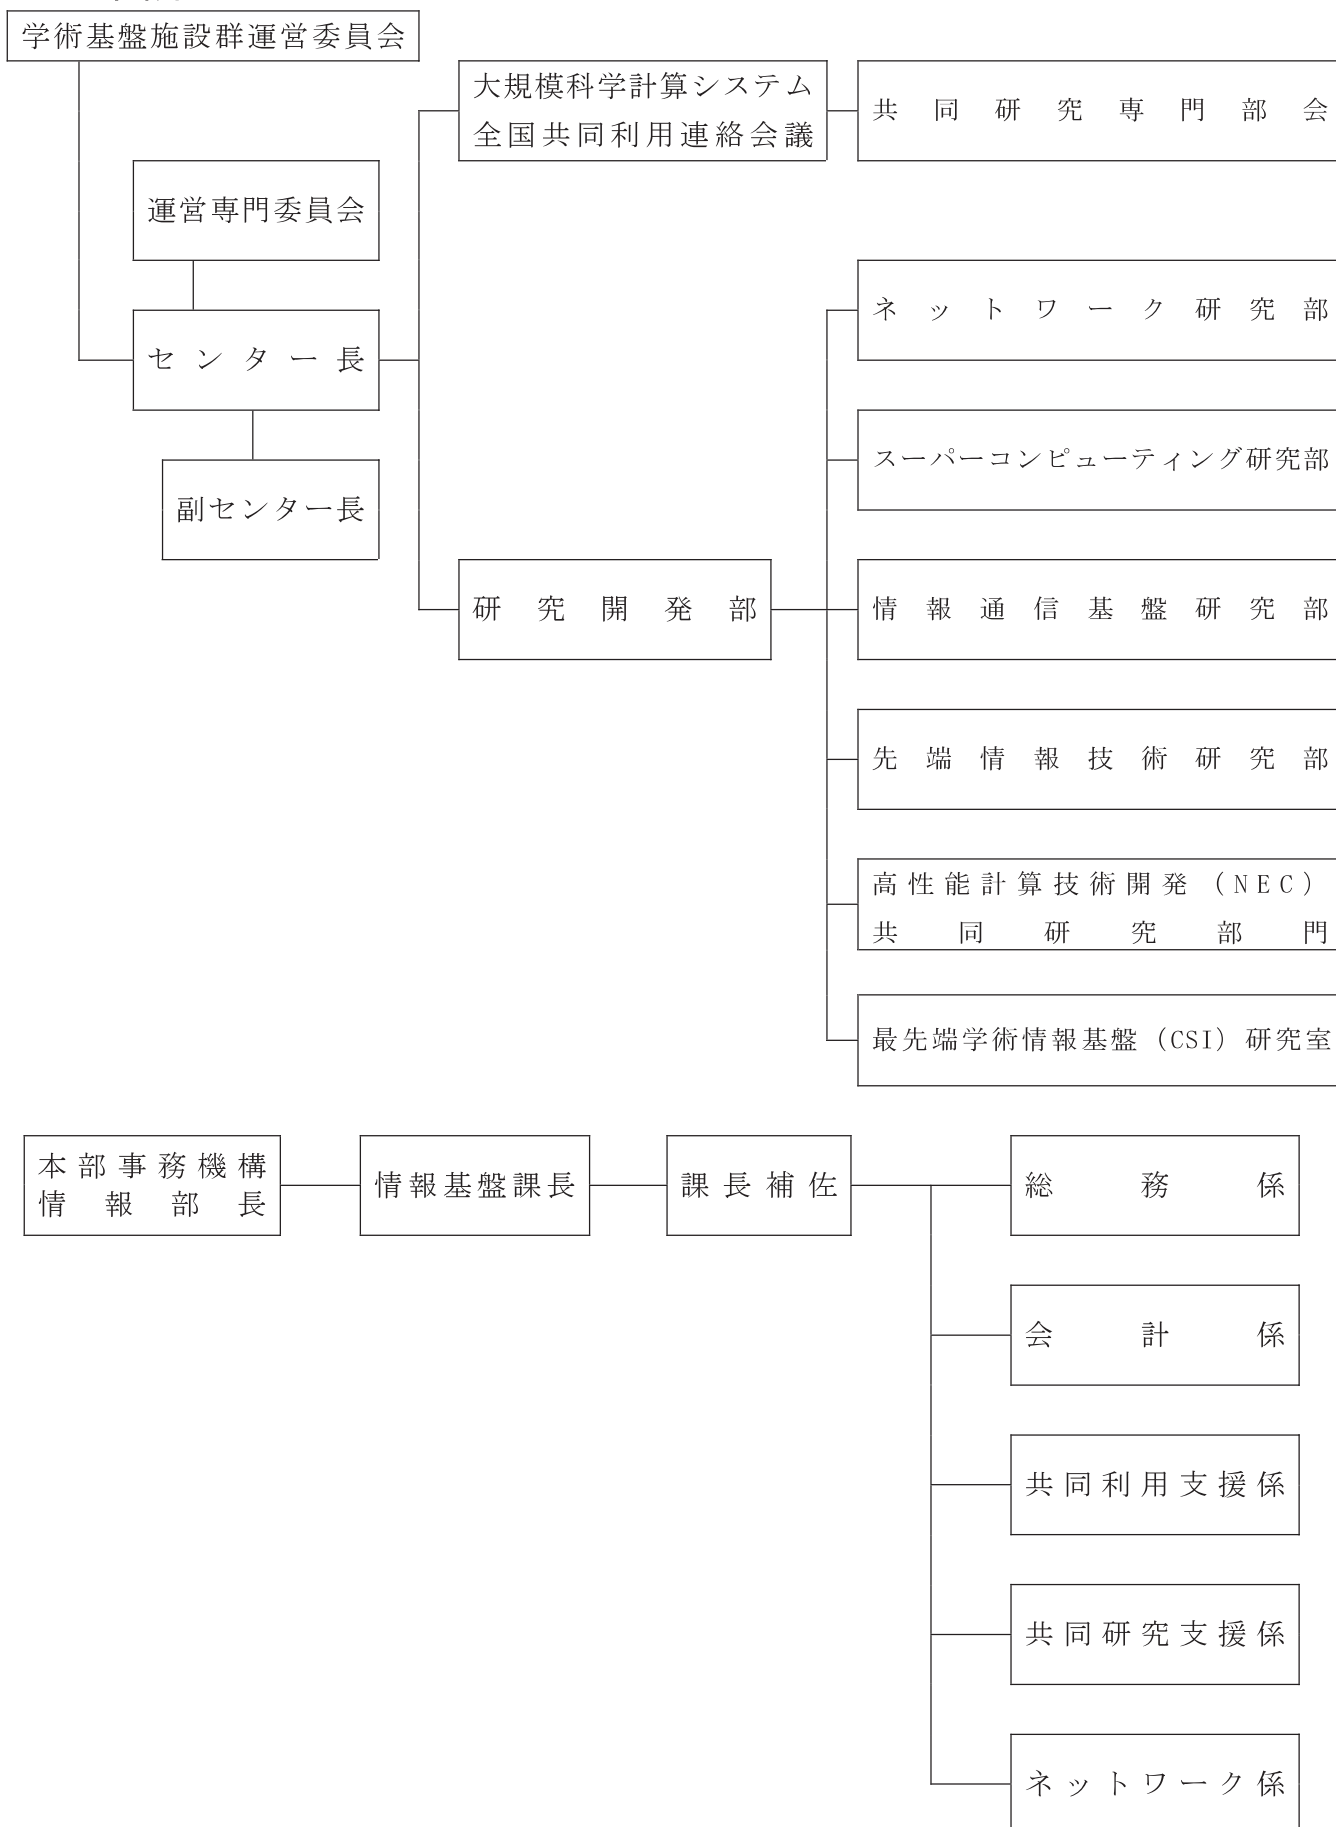 学術基盤施設群運営委員会
大規模科学計算システム
全国共同利用連絡会議
共同研究専門部会
運営専門委員会
ネットワーク研究部
センター長
スーパーコンピューティング研究部
副センター長
研究開発部
情報通信基盤研究部
先端情報技術研究部
高性能計算技術開発（NEC）
共同研究部門
最先端学術情報基盤（CSI）研究室
本部事務機構
情報部長
情報基盤課長
課長補佐
総務係
会計係
共同利用支援係
共同研究支援係
ネットワーク係